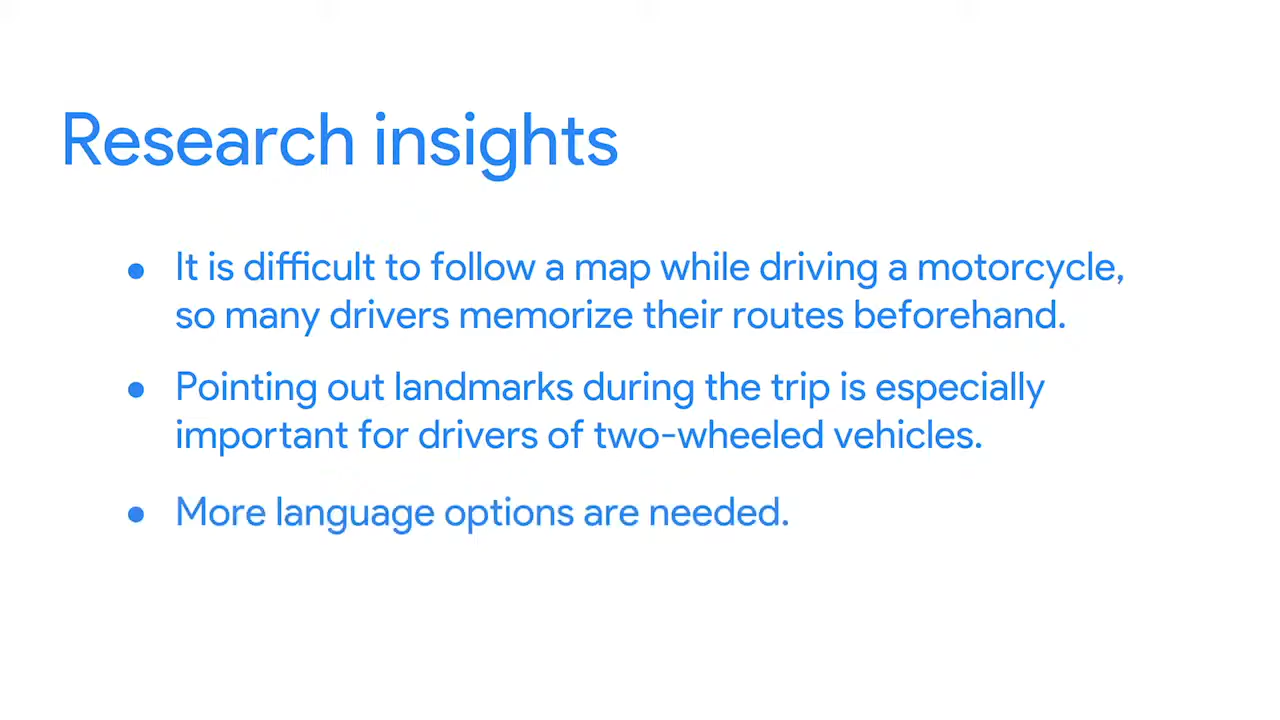 Research insights
● It is difficult to follow a map while driving a motorcycle,
so many drivers memorize their routes beforehand.
● Pointing out landmarks during the trip is especially
important for drivers of two-wheeled vehicles.
● More language options are needed.